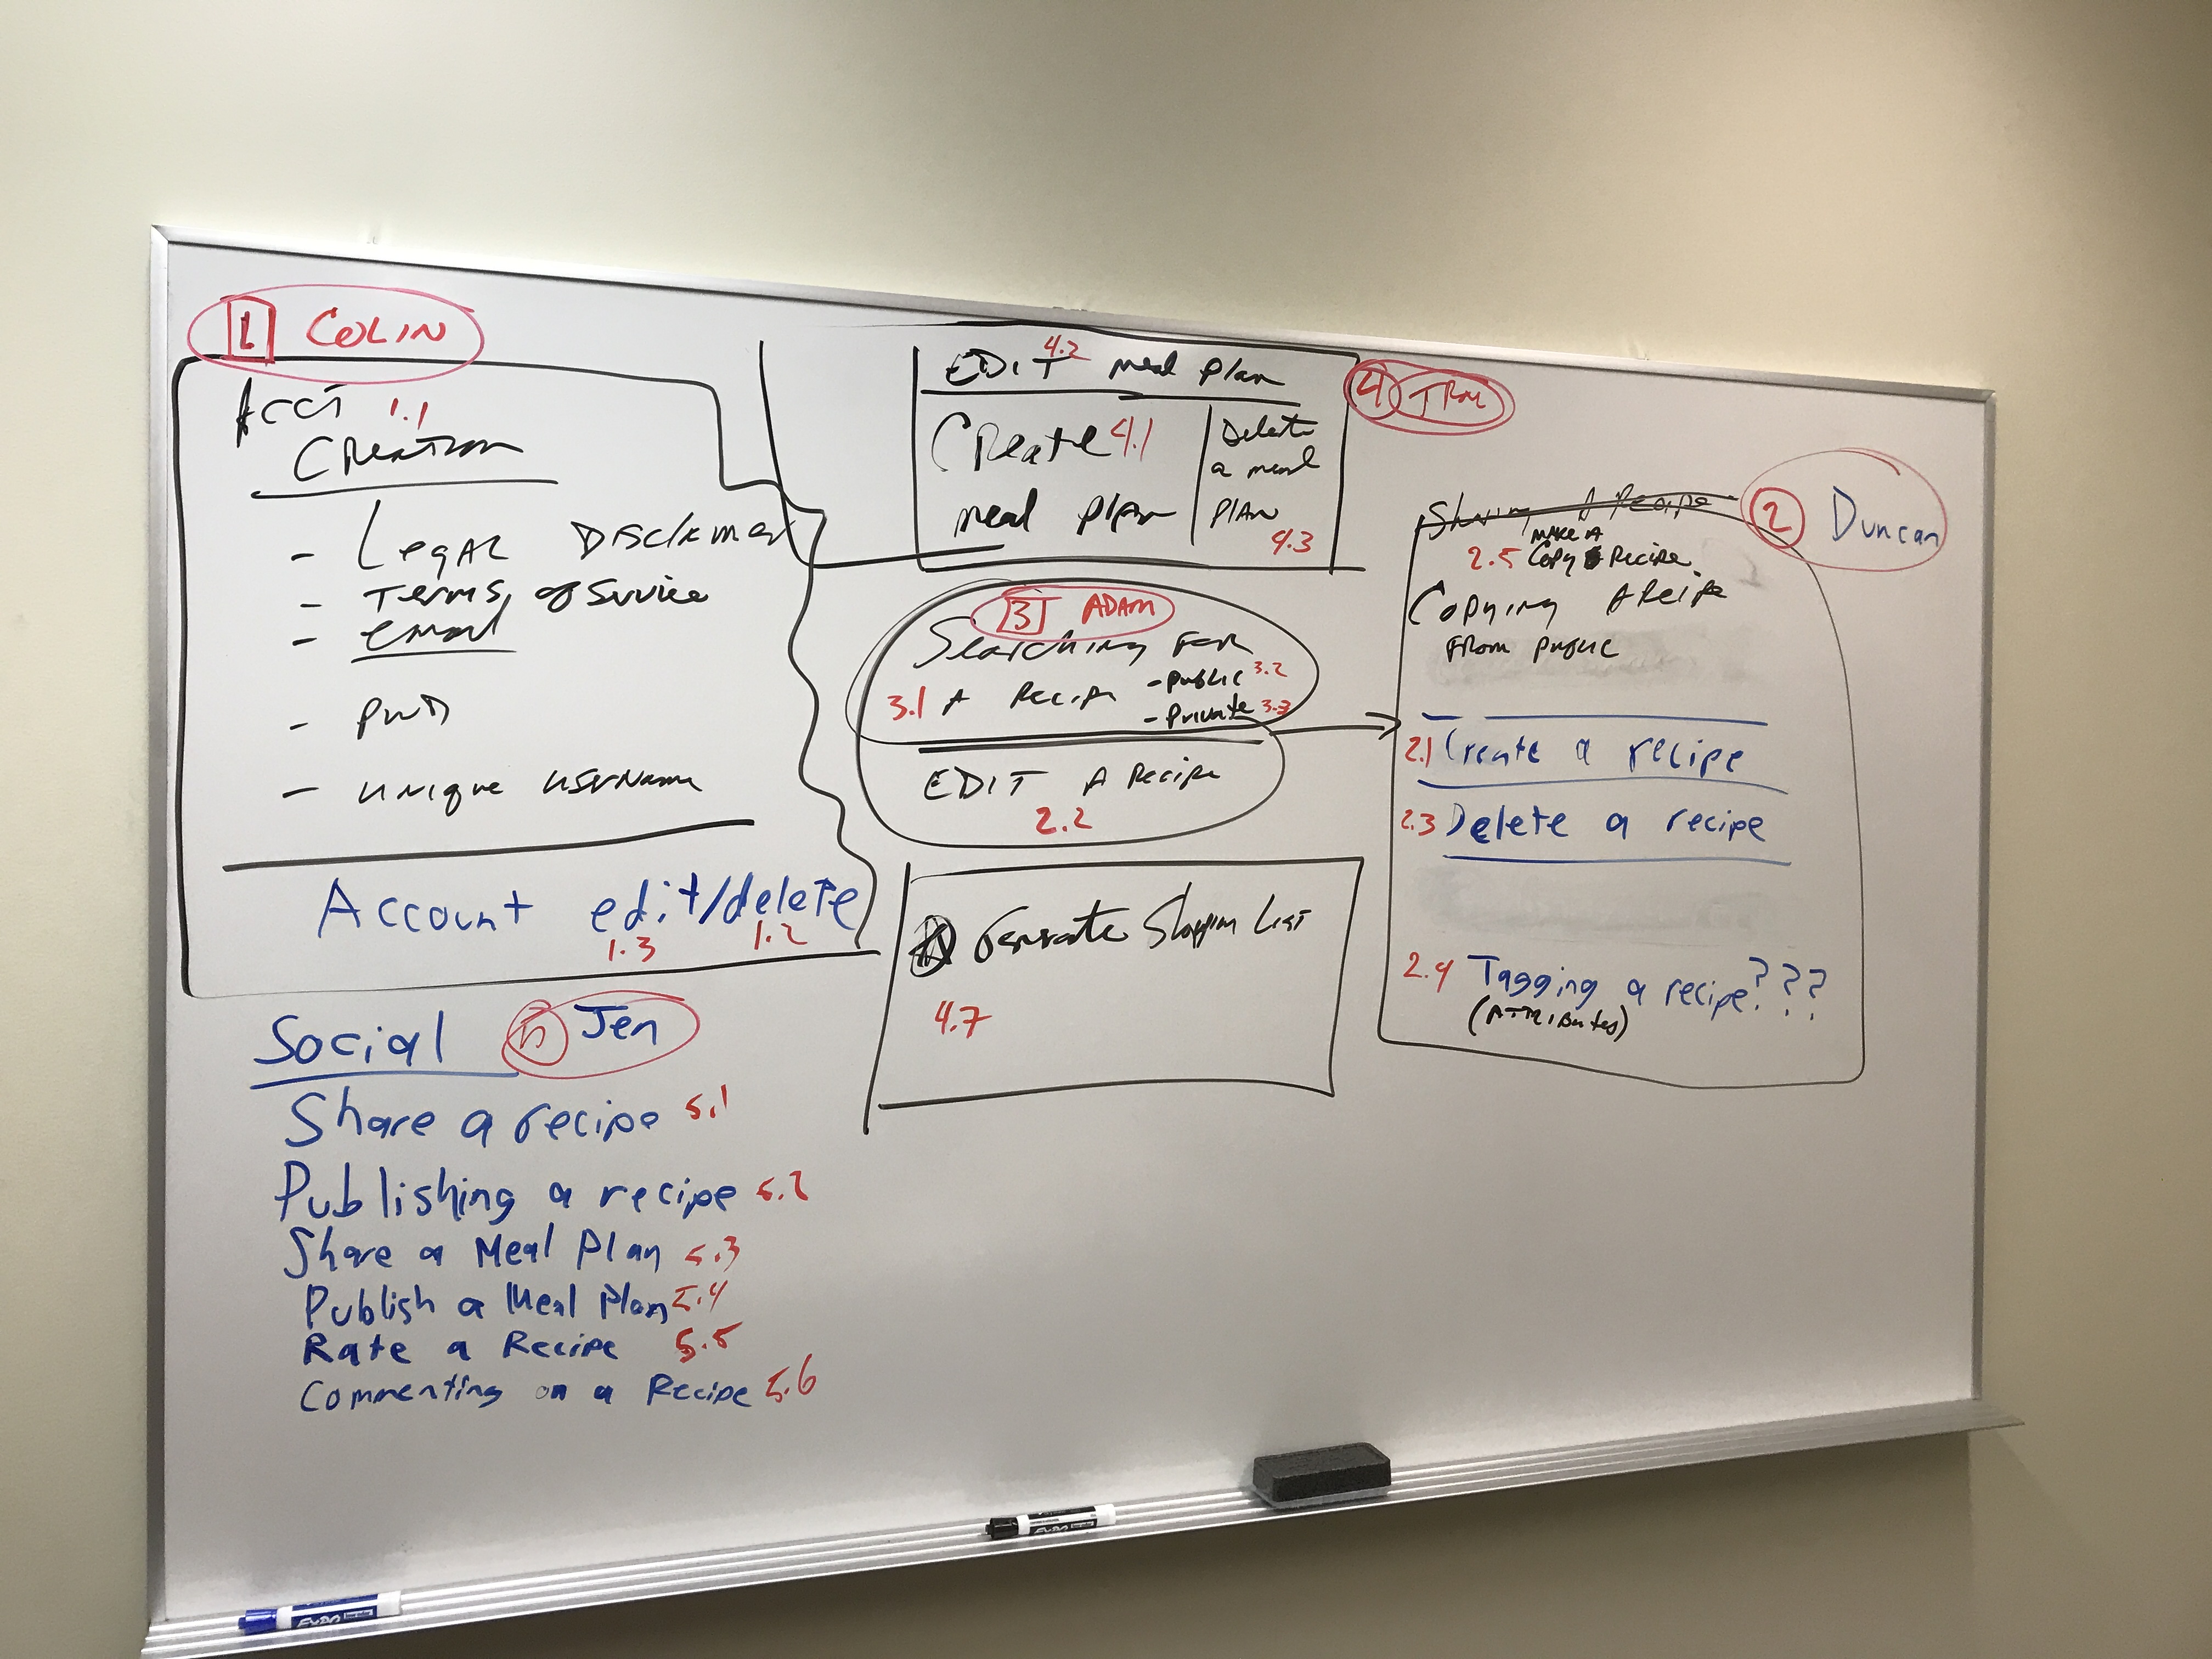 1 COLIN
ACCT 1.1
Creation
- Legal Disclaimer
- Terms of Service
- email
- PWD
- unique username
Account edit/delete
1.3 1.2
Social 5 Jen
Share a recipe 5.1
Publishing a recipe 5.2
Share a Meal Plan 5.3
Publish a Meal Plan 5.4
Rate a Recipe 5.5
Commenting on a Recipe 5.6
EDIT 4.2 meal plan
Create 4.1
meal plan
Delete
a meal
PLAN
4.3
4
3 ADAM
Searching For
3.1 A Recipe
- Public 3.2
- Private 3.3
EDIT A Recipe
2.2
Generate Shoppin List
4.7
2 Duncan
Sharing A Recipe
MAKE A
2.5 Copy Recipe
Copying A Recipe
FROM PUBLIC
2.1 Create a recipe
2.3 Delete a recipe
2.4 Tagging a recipe???
(ATTRIButes)
EXPO
EXPO